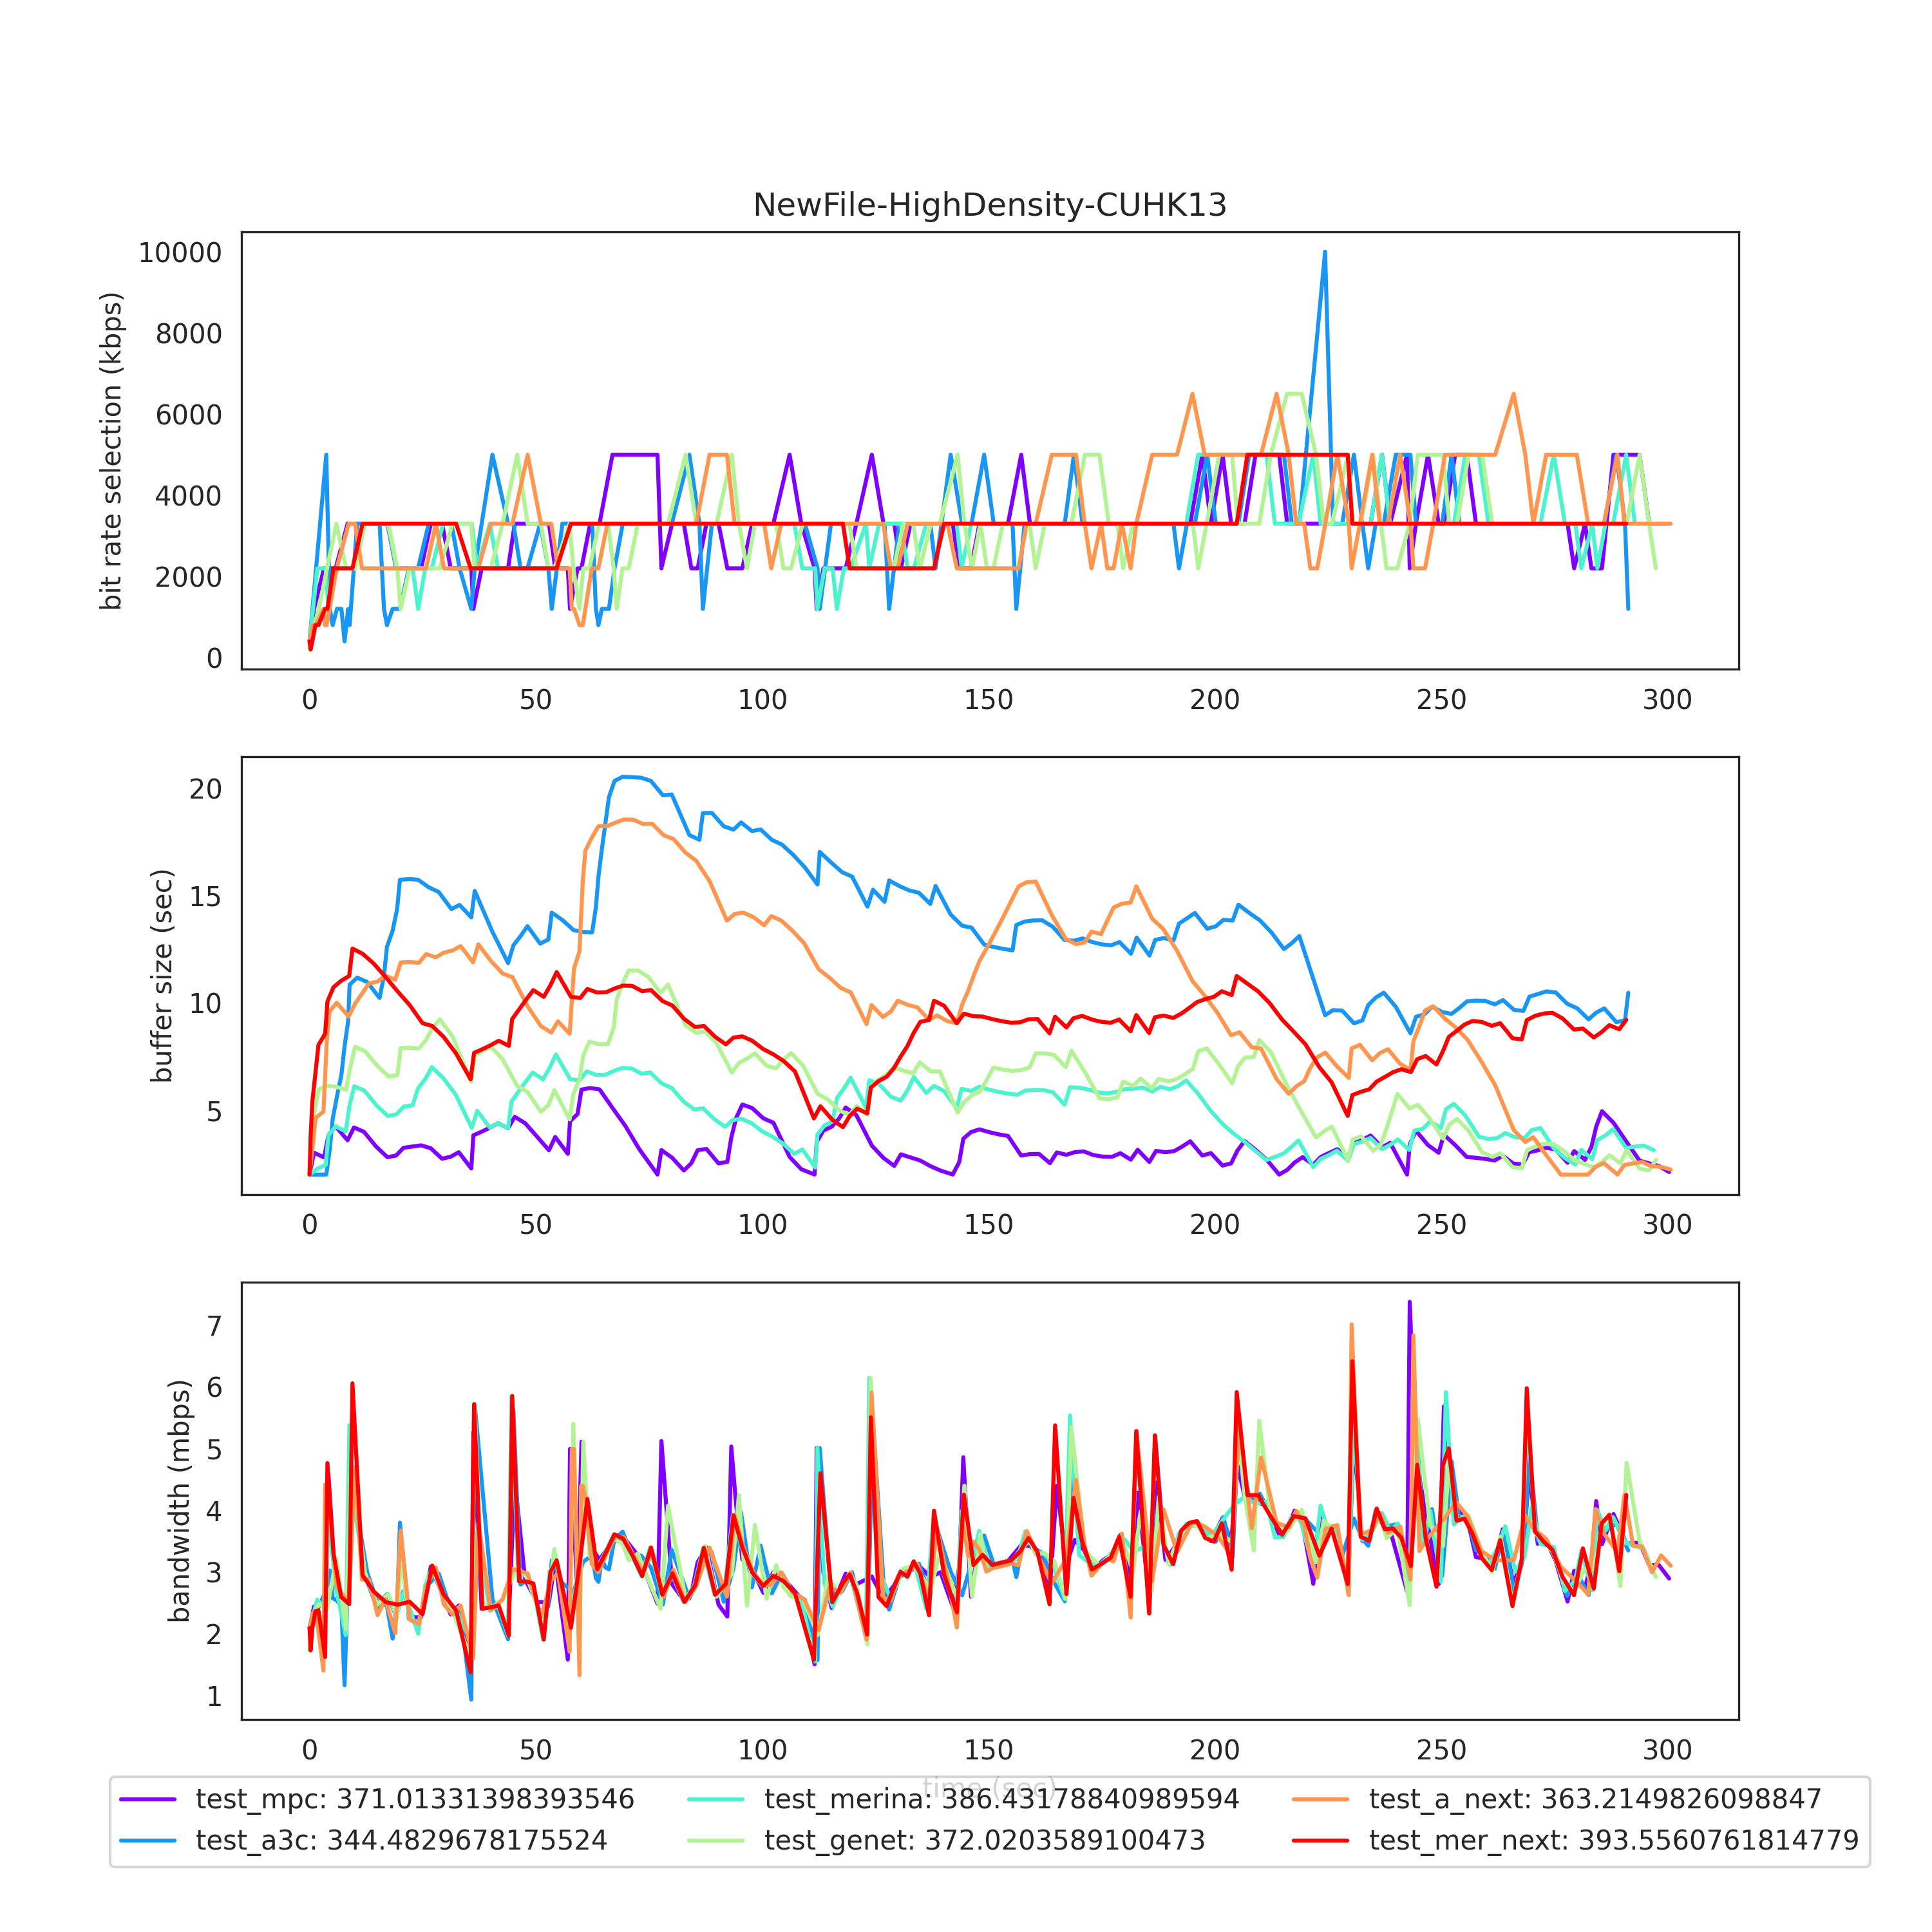 NewFile-HighDensity-CUHK13
bit rate selection (kbps)
10000
8000
6000
4000
2000
0
0 50 100 150 200 250 300
buffer size (sec)
20
15
10
5
0 50 100 150 200 250 300
bandwidth (mbps)
7
6
5
4
3
2
1
0 50 100 150 200 250 300
time (sec)
test_mpc: 371.01331398393546 test_merina: 386.43178840989594 test_a_next: 363.2149826098847
test_a3c: 344.4829678175524 test_genet: 372.0203589100473 test_mer_next: 393.5560761814779